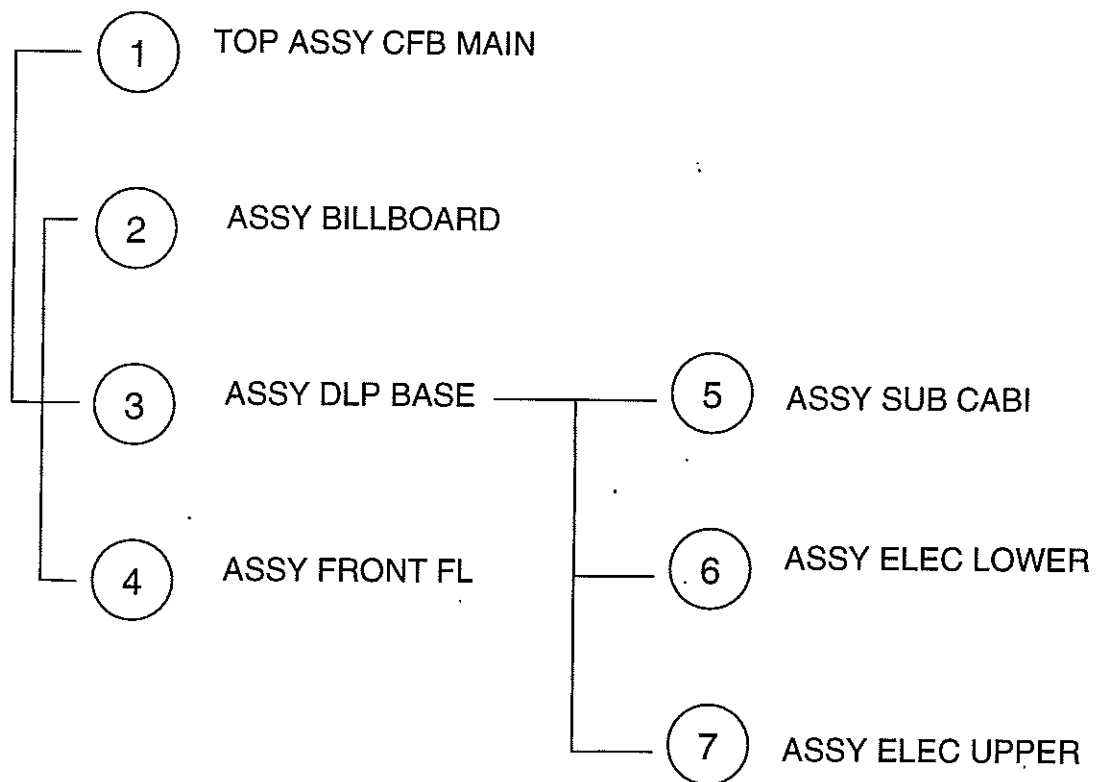 1 TOP ASSY CFB MAIN
2 ASSY BILLBOARD
3 ASSY DLP BASE
4 ASSY FRONT FL
5 ASSY SUB CABI
6 ASSY ELEC LOWER
7 ASSY ELEC UPPER